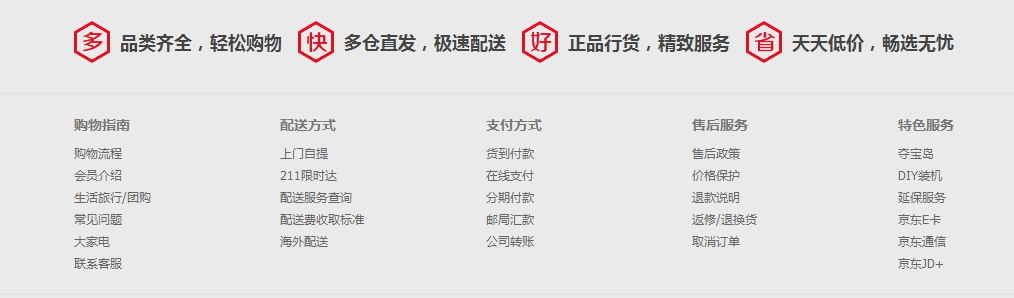 多 品类齐全，轻松购物 快 多仓直发，极速配送 好 正品行货，精致服务 省 天天低价，畅选无忧
购物指南 配送方式 支付方式 售后服务 特色服务
购物流程 上门自提 货到付款 售后政策 夺宝岛
会员介绍 211限时达 在线支付 价格保护 DIY装机
生活旅行/团购 配送服务查询 分期付款 退款说明 延保服务
常见问题 配送费收取标准 邮局汇款 返修/退换货 京东E卡
大家电 海外配送 公司转账 取消订单 京东通信
联系客服 京东JD+